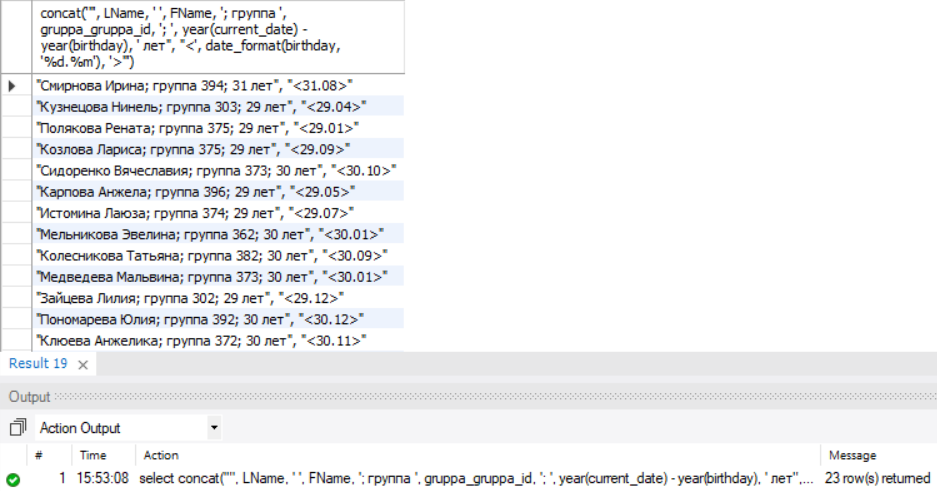 concat('"', LName, ' ', FName, '; группа ',
gruppa_gruppa_id, '; ', year(current_date) -
year(birthday), ' лет", "<', date_format(birthday,
'%d.%m'), '>"')
"Смирнова Ирина; группа 394; 31 лет", "<31.08>"
"Кузнецова Нинель; группа 303; 29 лет", "<29.04>"
"Полякова Рената; группа 375; 29 лет", "<29.01>"
"Козлова Лариса; группа 375; 29 лет", "<29.09>"
"Сидоренко Вячеславия; группа 373; 30 лет", "<30.10>"
"Карпова Анжела; группа 396; 29 лет", "<29.05>"
"Истомина Лаюза; группа 374; 29 лет", "<29.07>"
"Мельникова Эвелина; группа 362; 30 лет", "<30.01>"
"Колесникова Татьяна; группа 382; 30 лет", "<30.09>"
"Медведева Мальвина; группа 373; 30 лет", "<30.01>"
"Зайцева Лилия; группа 302; 29 лет", "<29.12>"
"Пономарева Юлия; группа 392; 30 лет", "<30.12>"
"Клюева Анжелика; группа 372; 30 лет", "<30.11>"
Result 19 ×
Output
Action Output
# Time Action Message
1 15:53:08 select concat('"', LName, ' ', FName, '; группа ', gruppa_gruppa_id, '; ', year(current_date) - year(birthday), ' лет",... 23 row(s) returned